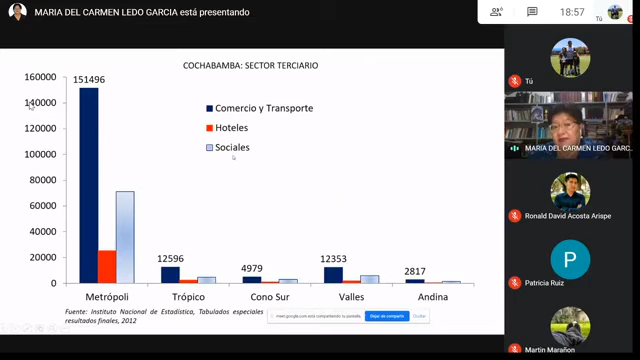 MARIA DEL CARMEN LEDO GARCIA está presentando
18:57
Tú
COCHABAMBA: SECTOR TERCIARIO
160000
140000
120000
100000
80000
60000
40000
20000
0
151496
12596
4979
12353
2817
Comercio y Transporte
Hoteles
Sociales
Metrópoli
Trópico
Cono Sur
Valles
Andina
Fuente: Instituto Nacional de Estadística, Tabulados especiales
resultados finales, 2012
meet.google.com está compartiendo tu pantalla.
Dejar de compartir
Ocultar
Tú
MARIA DEL CARMEN LEDO GARC...
Ronald David Acosta Arispe
P
Patricia Ruiz
Martin Marañon